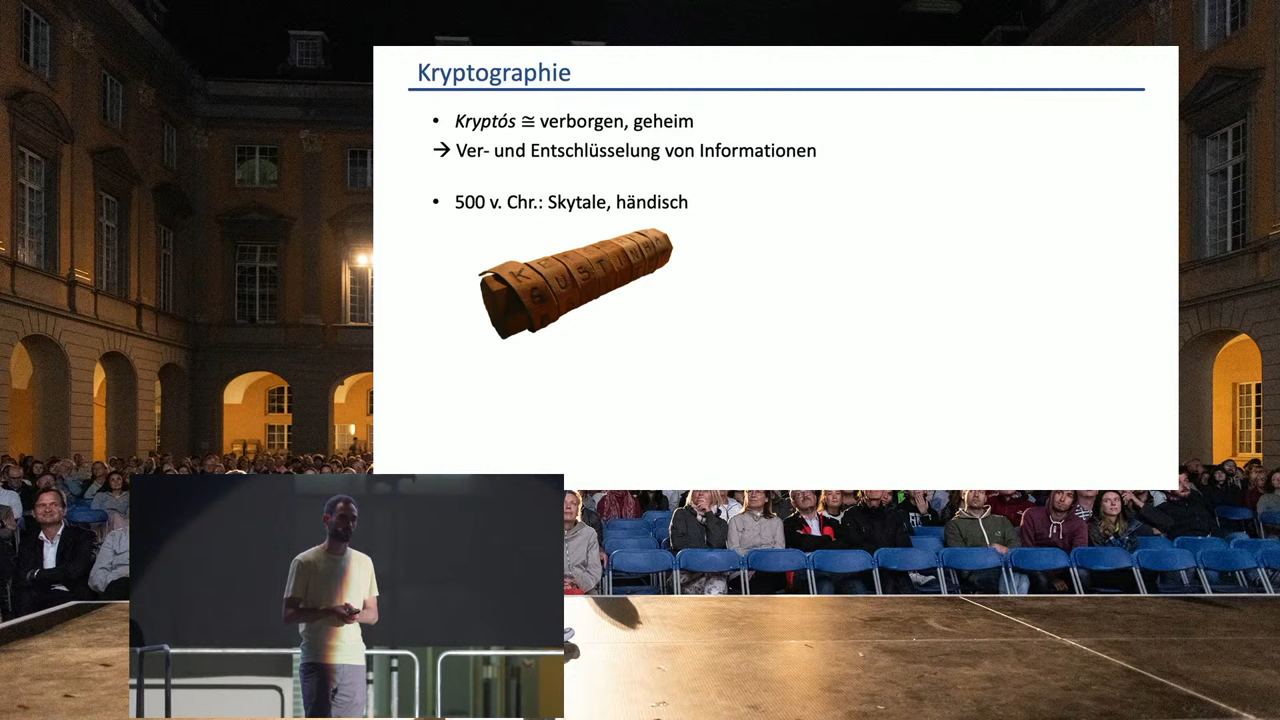 Kryptographie
• Kryptós ≅ verborgen, geheim
→ Ver- und Entschlüsselung von Informationen
• 500 v. Chr.: Skytale, händisch